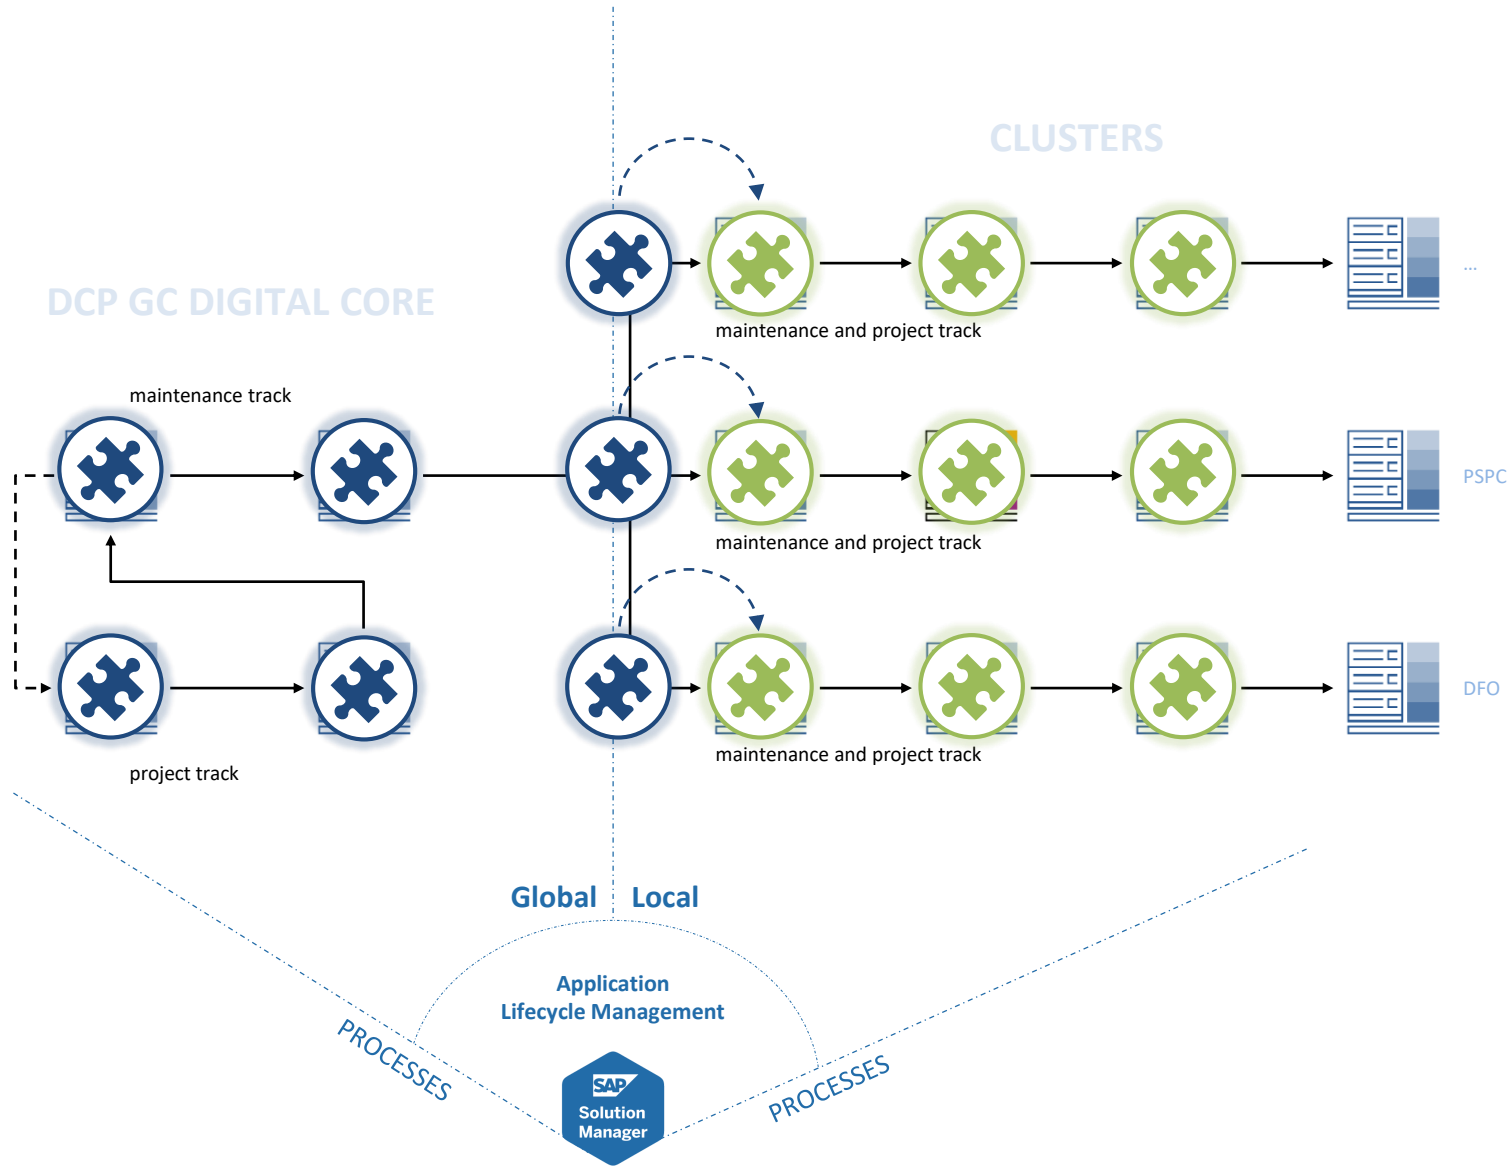 CLUSTERS
DCP GC DIGITAL CORE
...
maintenance and project track
maintenance track
PSPC
maintenance and project track
DFO
maintenance and project track
project track
Global
Local
Application
Lifecycle Management
PROCESSES
PROCESSES
SAP
Solution
Manager